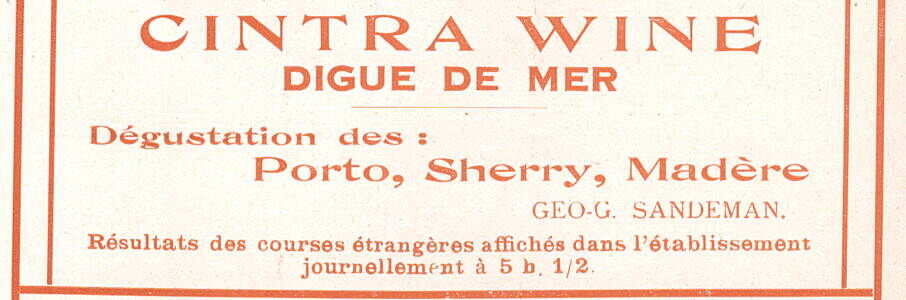 CINTRA WINE
DIGUE DE MER
Dégustation des :
Porto, Sherry, Madère
GEO-G. SANDEMAN.
Résultats des courses étrangères affichés dans l'établissement
journellement à 5 h. 1/2.